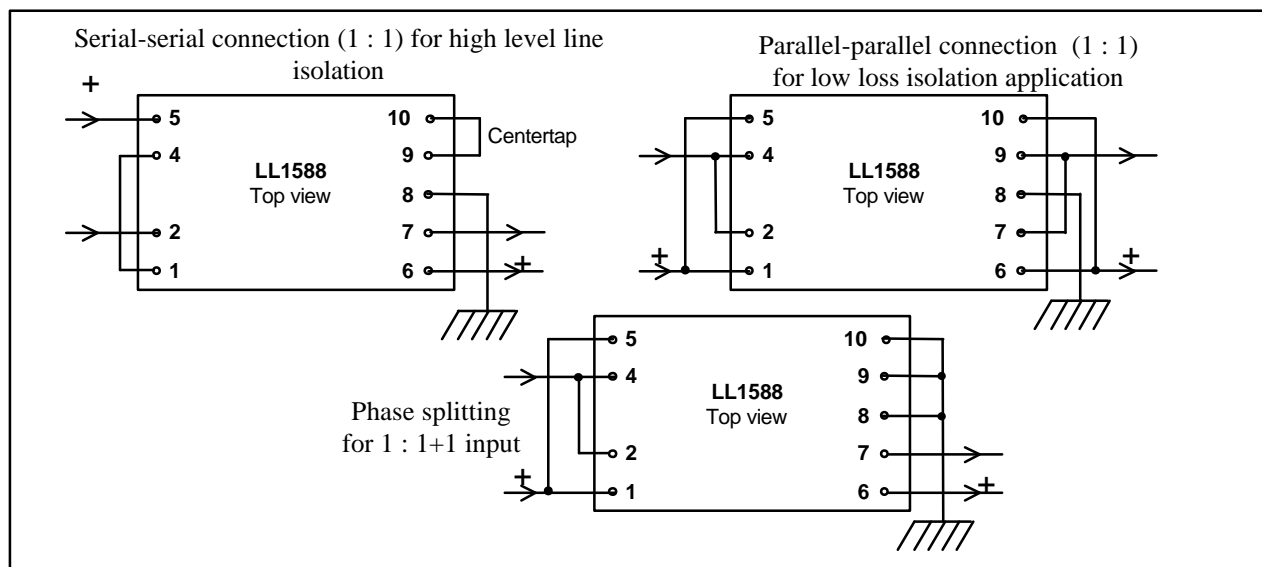 Serial-serial connection (1 : 1) for high level line
isolation
+
5
4
2
1
LL1588
Top view
10
9
8
7
6
Centertap
+
Parallel-parallel connection (1 : 1)
for low loss isolation application
5
4
2
1
+
LL1588
Top view
10
9
8
7
6
+
Phase splitting
for 1 : 1+1 input
+
5
4
2
1
LL1588
Top view
10
9
8
7
6
+